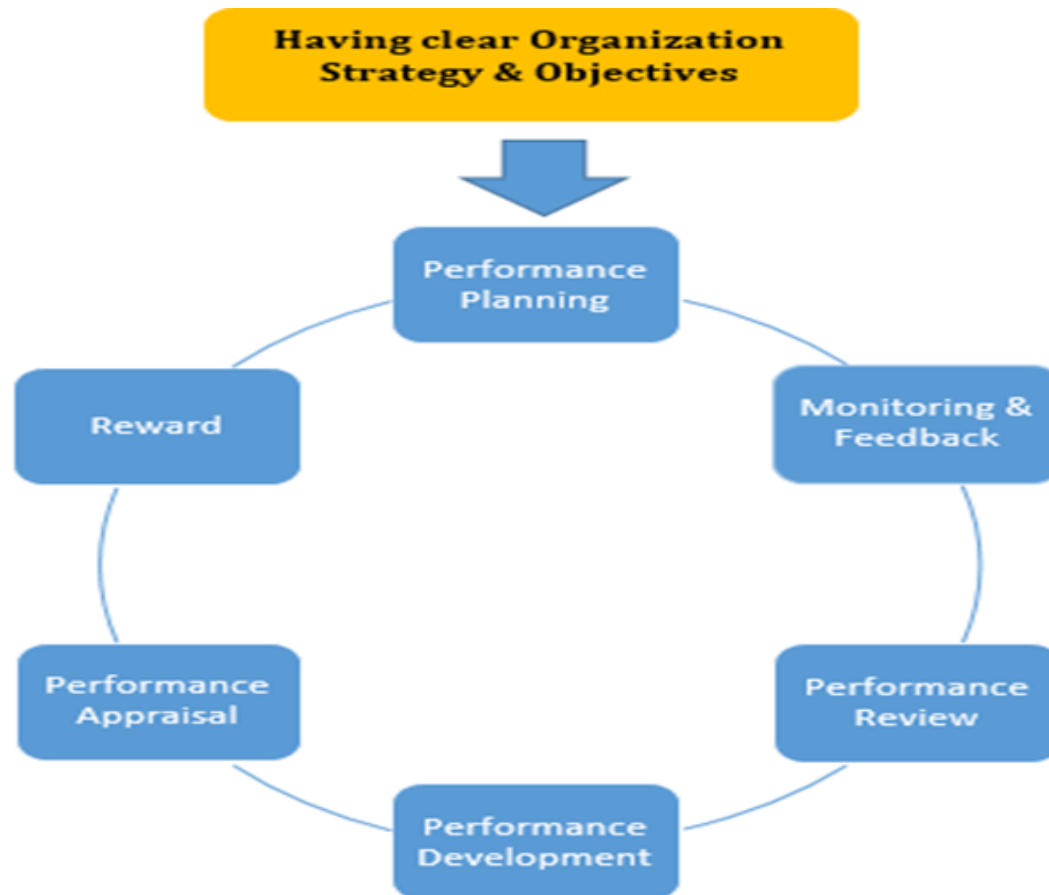 Having clear Organization
Strategy & Objectives
Performance
Planning
Monitoring &
Feedback
Performance
Review
Performance
Development
Performance
Appraisal
Reward